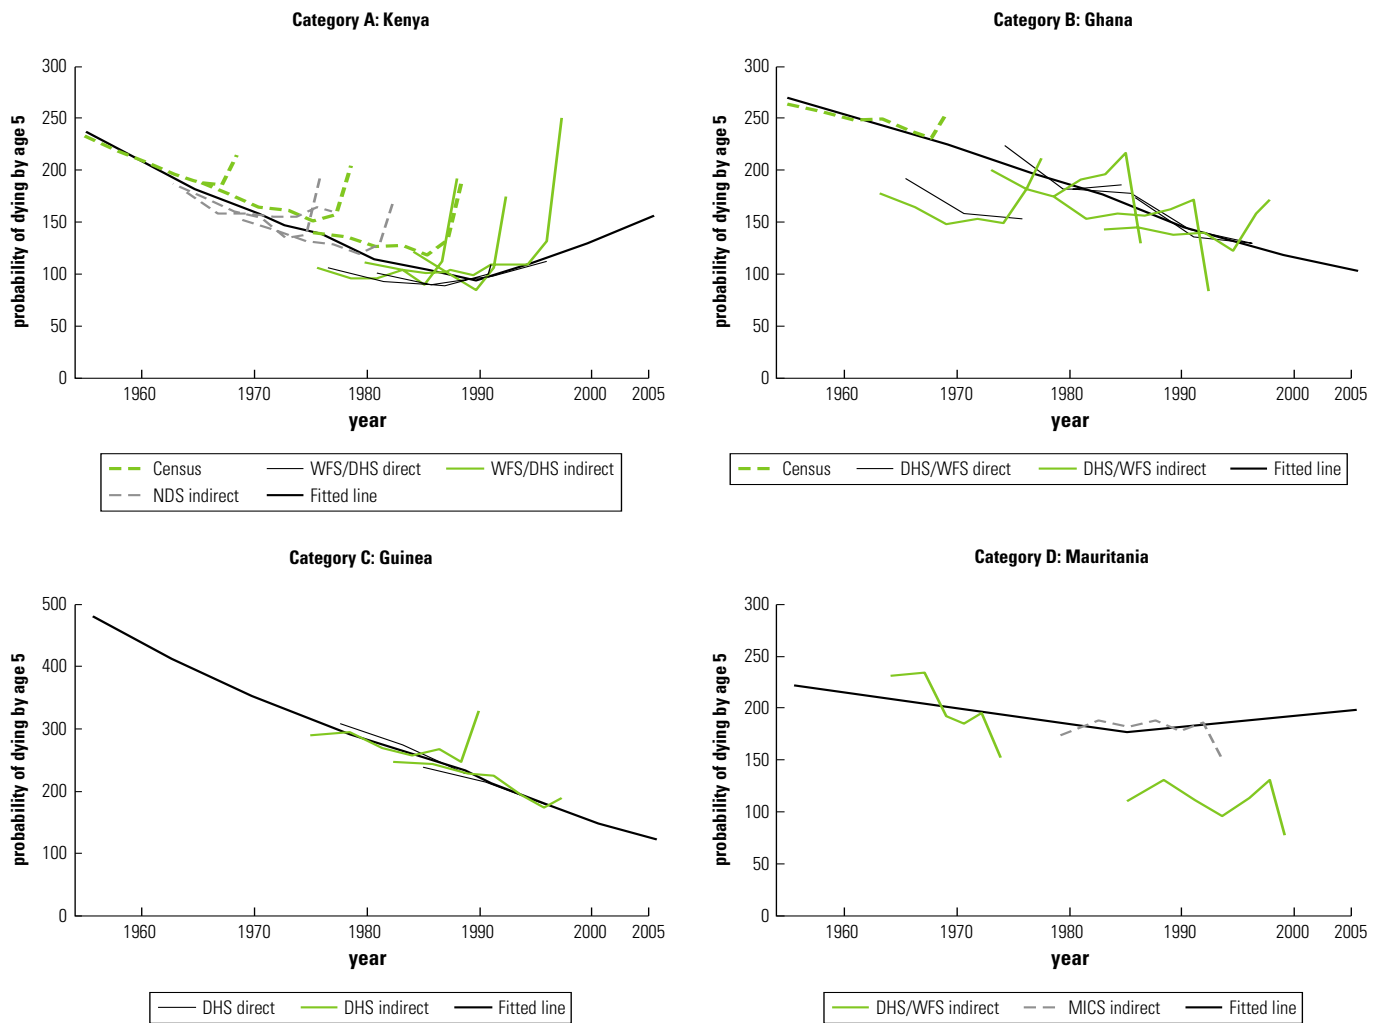 Category A: Kenya
probability of dying by age 5
300
250
200
150
100
50
0
1960 1970 1980 1990 2000 2005
year
Census WFS/DHS direct WFS/DHS indirect
NDS indirect Fitted line
Category B: Ghana
probability of dying by age 5
300
250
200
150
100
50
0
1960 1970 1980 1990 2000 2005
year
Census DHS/WFS direct DHS/WFS indirect Fitted line
Category C: Guinea
probability of dying by age 5
500
400
300
200
100
0
1960 1970 1980 1990 2000 2005
year
DHS direct DHS indirect Fitted line
Category D: Mauritania
probability of dying by age 5
300
250
200
150
100
50
0
1960 1970 1980 1990 2000 2005
year
DHS/WFS indirect MICS indirect Fitted line